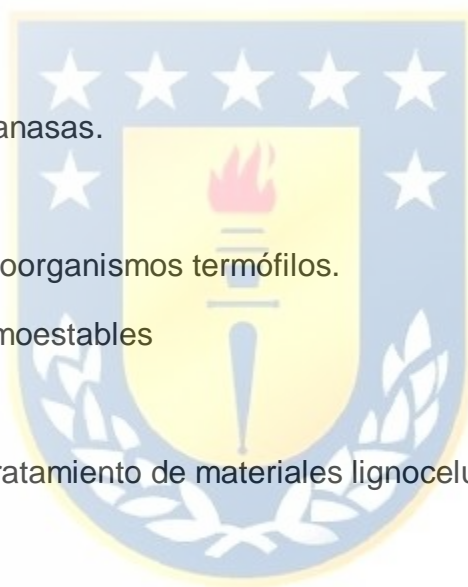 anasas.
oorganismos termófilos.
moestables
ratamiento de materiales lignocelu